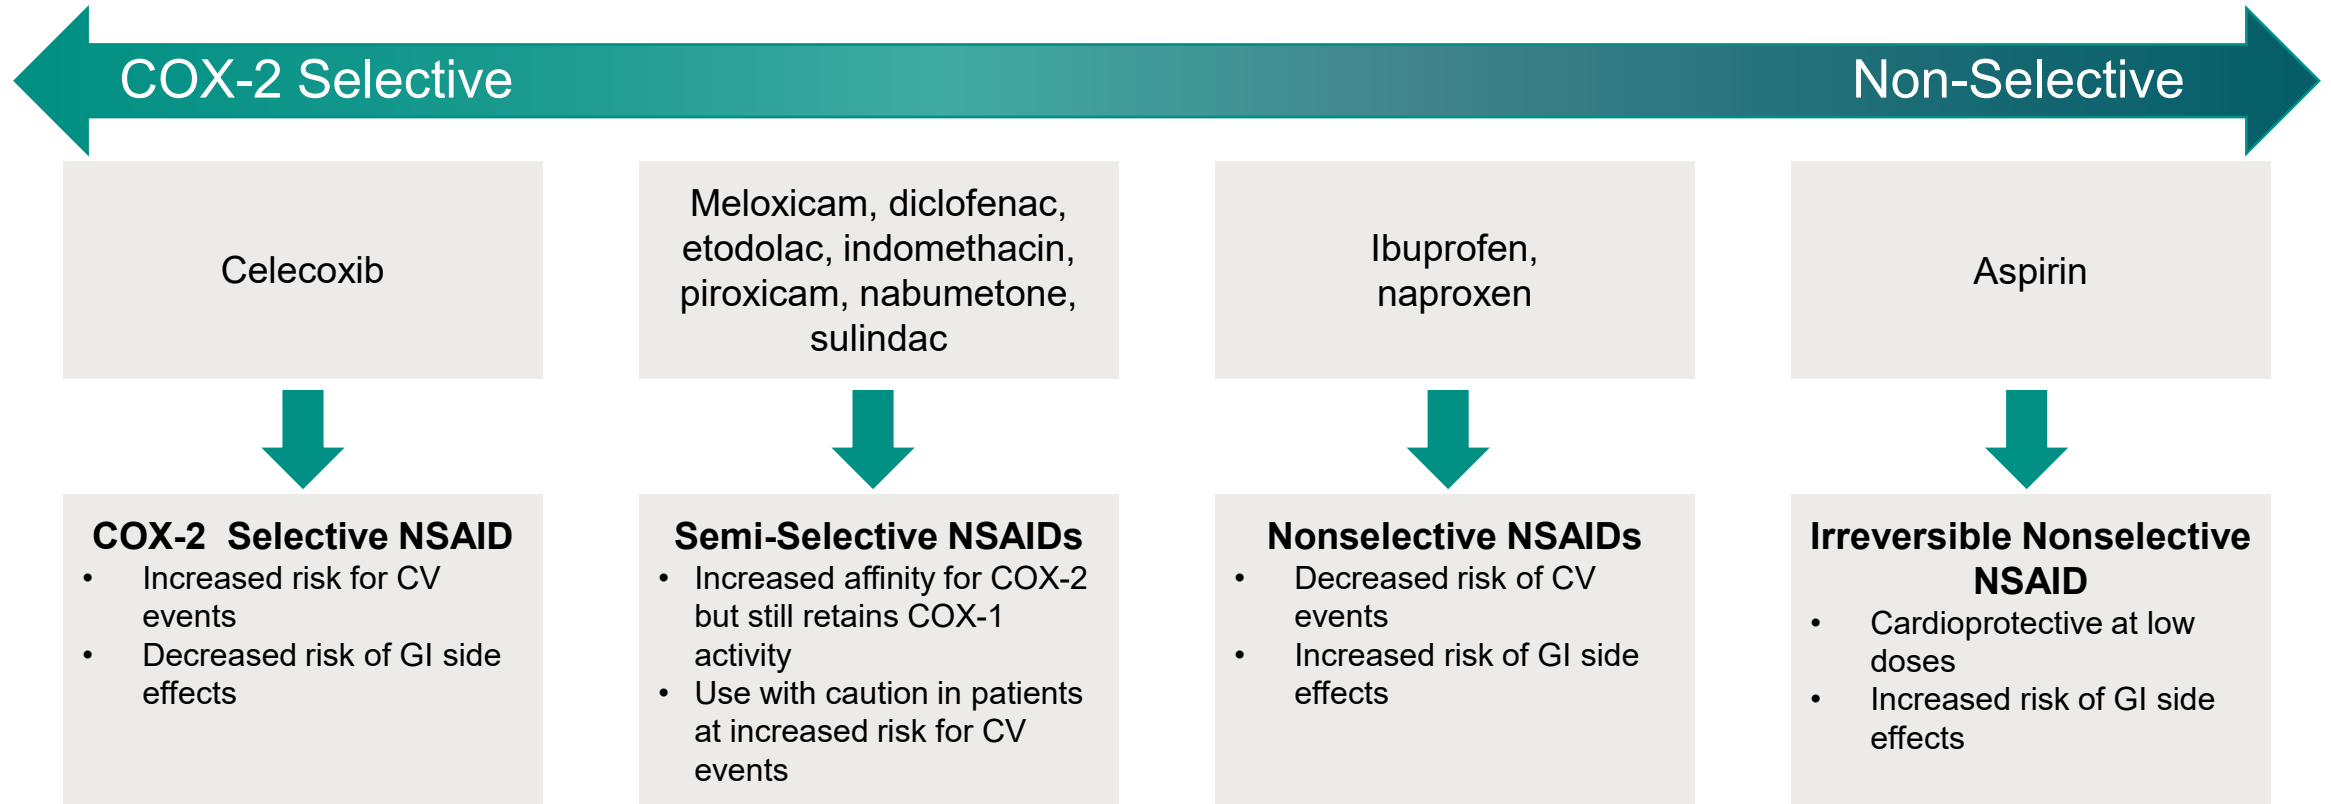 COX-2 Selective
Non-Selective
Celecoxib
Meloxicam, diclofenac,
etodolac, indomethacin,
piroxicam, nabumetone,
sulindac
Ibuprofen,
naproxen
Aspirin
COX-2  Selective NSAID
• Increased risk for CV
events
• Decreased risk of GI side
effects
Semi-Selective NSAIDs
• Increased affinity for COX-2
but still retains COX-1
activity
• Use with caution in patients
at increased risk for CV
events
Nonselective NSAIDs
• Decreased risk of CV
events
• Increased risk of GI side
effects
Irreversible Nonselective
NSAID
• Cardioprotective at low
doses
• Increased risk of GI side
effects